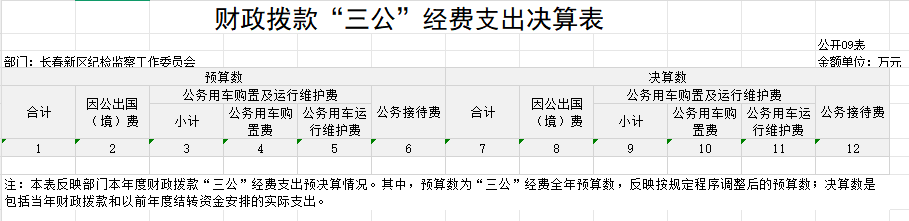 财政拨款“三公”经费支出决算表
公开09表
部门：长春新区纪检监察工作委员会 金额单位：万元
预算数 决算数
合计 因公出国（境）费 公务用车购置及运行维护费 公务接待费 合计 因公出国（境）费 公务用车购置及运行维护费 公务接待费
小计 公务用车购置费 公务用车运行维护费 小计 公务用车购置费 公务用车运行维护费
1 2 3 4 5 6 7 8 9 10 11 12
注：本表反映部门本年度财政拨款“三公”经费支出预决算情况。其中，预算数为“三公”经费全年预算数，反映按规定程序调整后的预算数；决算数是
包括当年财政拨款和以前年度结转资金安排的实际支出。